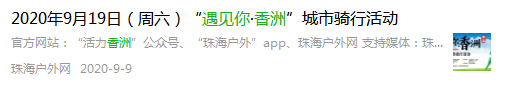 2020年9月19日（周六）“遇见你·香洲”城市骑行活动
官方网站：“活力香洲”公众号、“珠海户外”app、珠海户外网 支持媒体：珠...
珠海户外网 2020-9-9
香洲